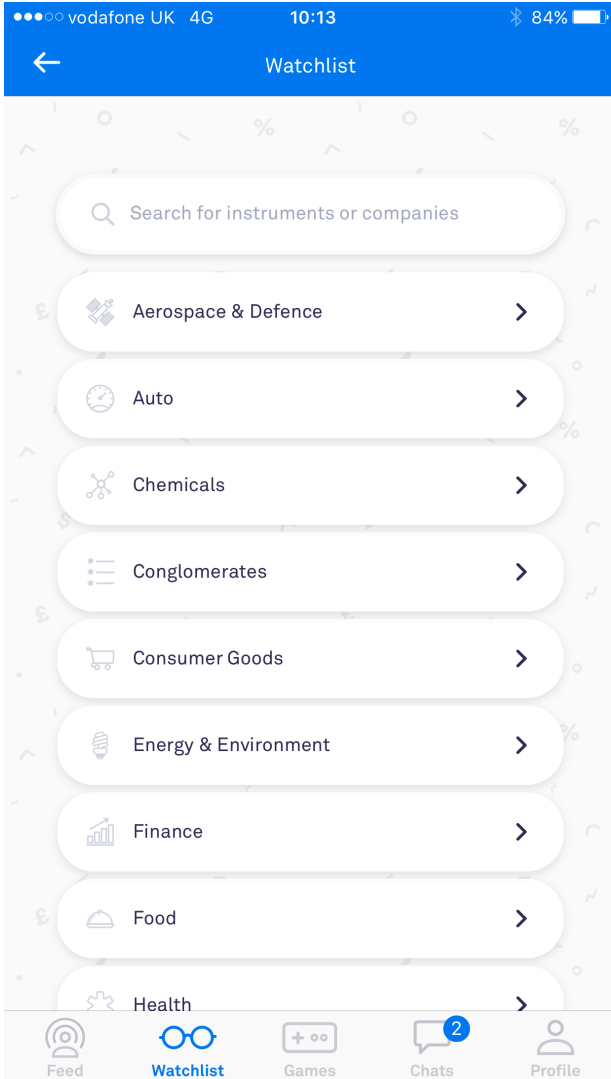 vodafone UK 4G 10:13 84%
Watchlist
Search for instruments or companies
Aerospace & Defence
Auto
Chemicals
Conglomerates
Consumer Goods
Energy & Environment
Finance
Food
Health
2
Feed Watchlist Games Chats Profile